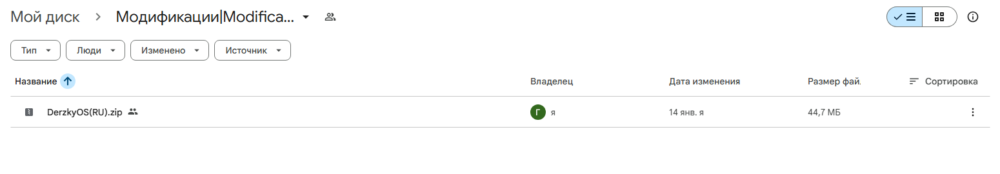 Мой диск > Модификации|Modifica...
Тип Люди Изменено Источник
Название Владелец Дата изменения Размер фай. Сортировка
DerzkyOS(RU).zip Г я 14 янв. я 44,7 МБ